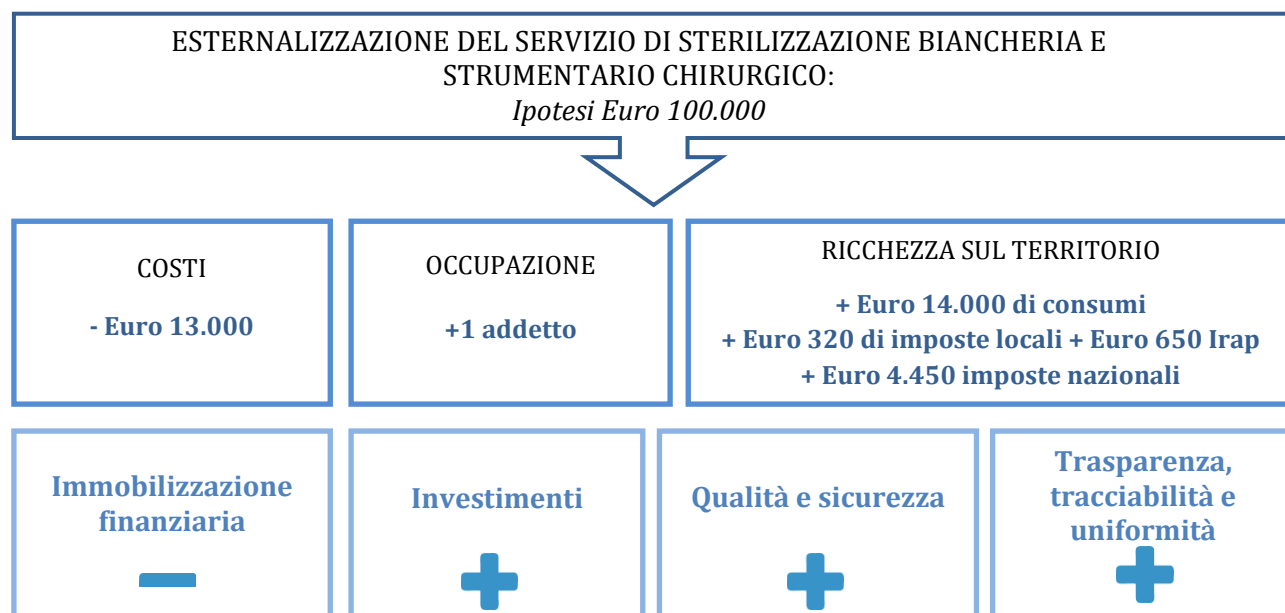 ESTERNALIZZAZIONE DEL SERVIZIO DI STERILIZZAZIONE BIANCHERIA E
STRUMENTARIO CHIRURGICO:
Ipotesi Euro 100.000
COSTI
- Euro 13.000
OCCUPAZIONE
+1 addetto
RICCHEZZA SUL TERRITORIO
+ Euro 14.000 di consumi
+ Euro 320 di imposte locali + Euro 650 Irap
+ Euro 4.450 imposte nazionali
Immobilizzazione
finanziaria
Investimenti
Qualità e sicurezza
Trasparenza,
tracciabilità e
uniformità